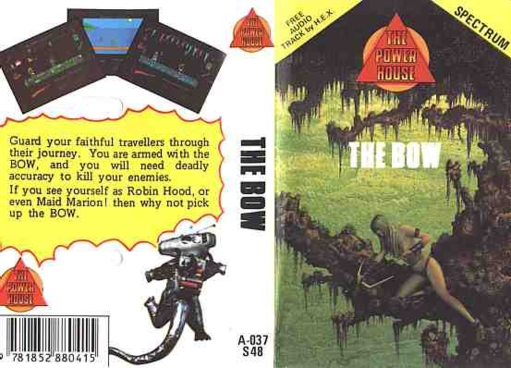 Guard your faithful travellers through
their journey. You are armed with the
BOW, and you will need deadly
accuracy to kill your enemies.
If you see yourself as Robin Hood, or
even Maid Marion! then why not pick
up the BOW.
THE
POWER
HOUSE
9 781852 880415
THE
POWER
HOUSE
THE BOW
A-037
S48
FREE
AUDIO
TRACK by H.E.X.
SPECTRUM
THE
POWER
HOUSE
THE BOW